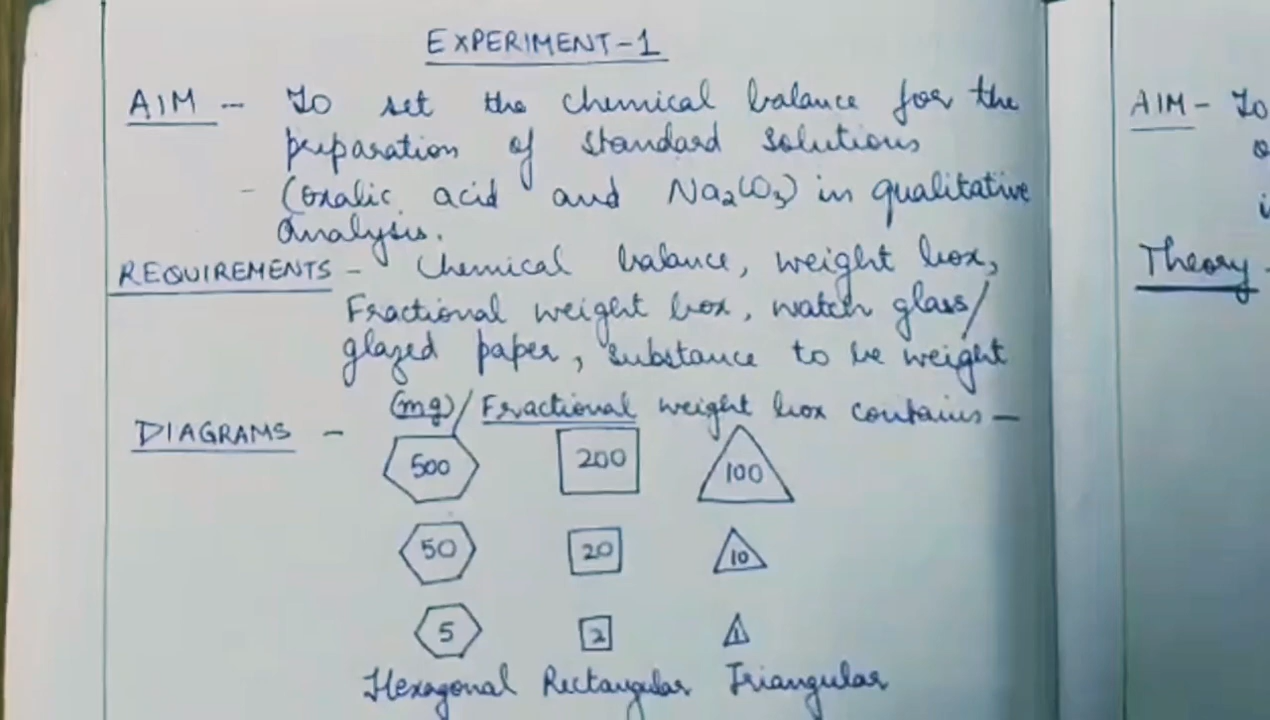 EXPERIMENT-1
AIM - To set the chemical balance for the
preparation of standard solutions
- (oxalic acid and Na2CO3) in qualitative
analysis.
REQUIREMENTS - Chemical balance, weight box,
Fractional weight box, watch glass/
glazed paper, substance to be weight
DIAGRAMS - (mg)/Fractional weight box contains -
500 200 100
50 20 10
5 2 1
Hexagonal Rectangular Triangular
AIM - To
Theory -